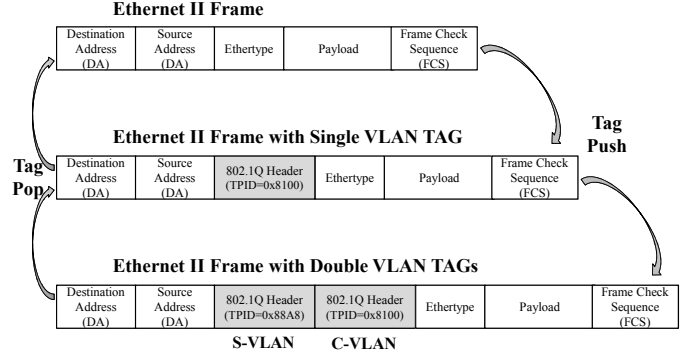 Ethernet II Frame
Destination Address (DA)
Source Address (DA)
Ethertype
Payload
Frame Check Sequence (FCS)
Tag Push
Ethernet II Frame with Single VLAN TAG
Tag Pop
Destination Address (DA)
Source Address (DA)
802.1Q Header (TPID=0x8100)
Ethertype
Payload
Frame Check Sequence (FCS)
Ethernet II Frame with Double VLAN TAGs
Destination Address (DA)
Source Address (DA)
802.1Q Header (TPID=0x88A8)
802.1Q Header (TPID=0x8100)
Ethertype
Payload
Frame Check Sequence (FCS)
S-VLAN
C-VLAN